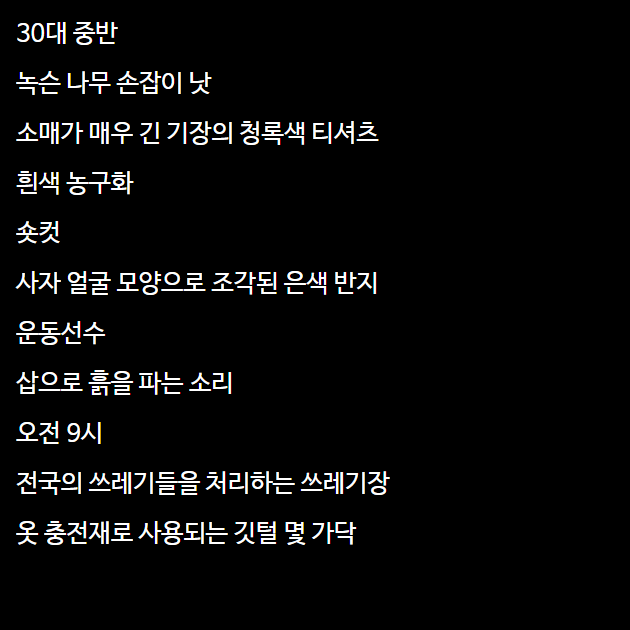 30대 중반
녹슨 나무 손잡이 낫
소매가 매우 긴 기장의 청록색 티셔츠
흰색 농구화
숏컷
사자 얼굴 모양으로 조각된 은색 반지
운동선수
삽으로 흙을 파는 소리
오전 9시
전국의 쓰레기들을 처리하는 쓰레기장
옷 충전재로 사용되는 깃털 몇 가닥